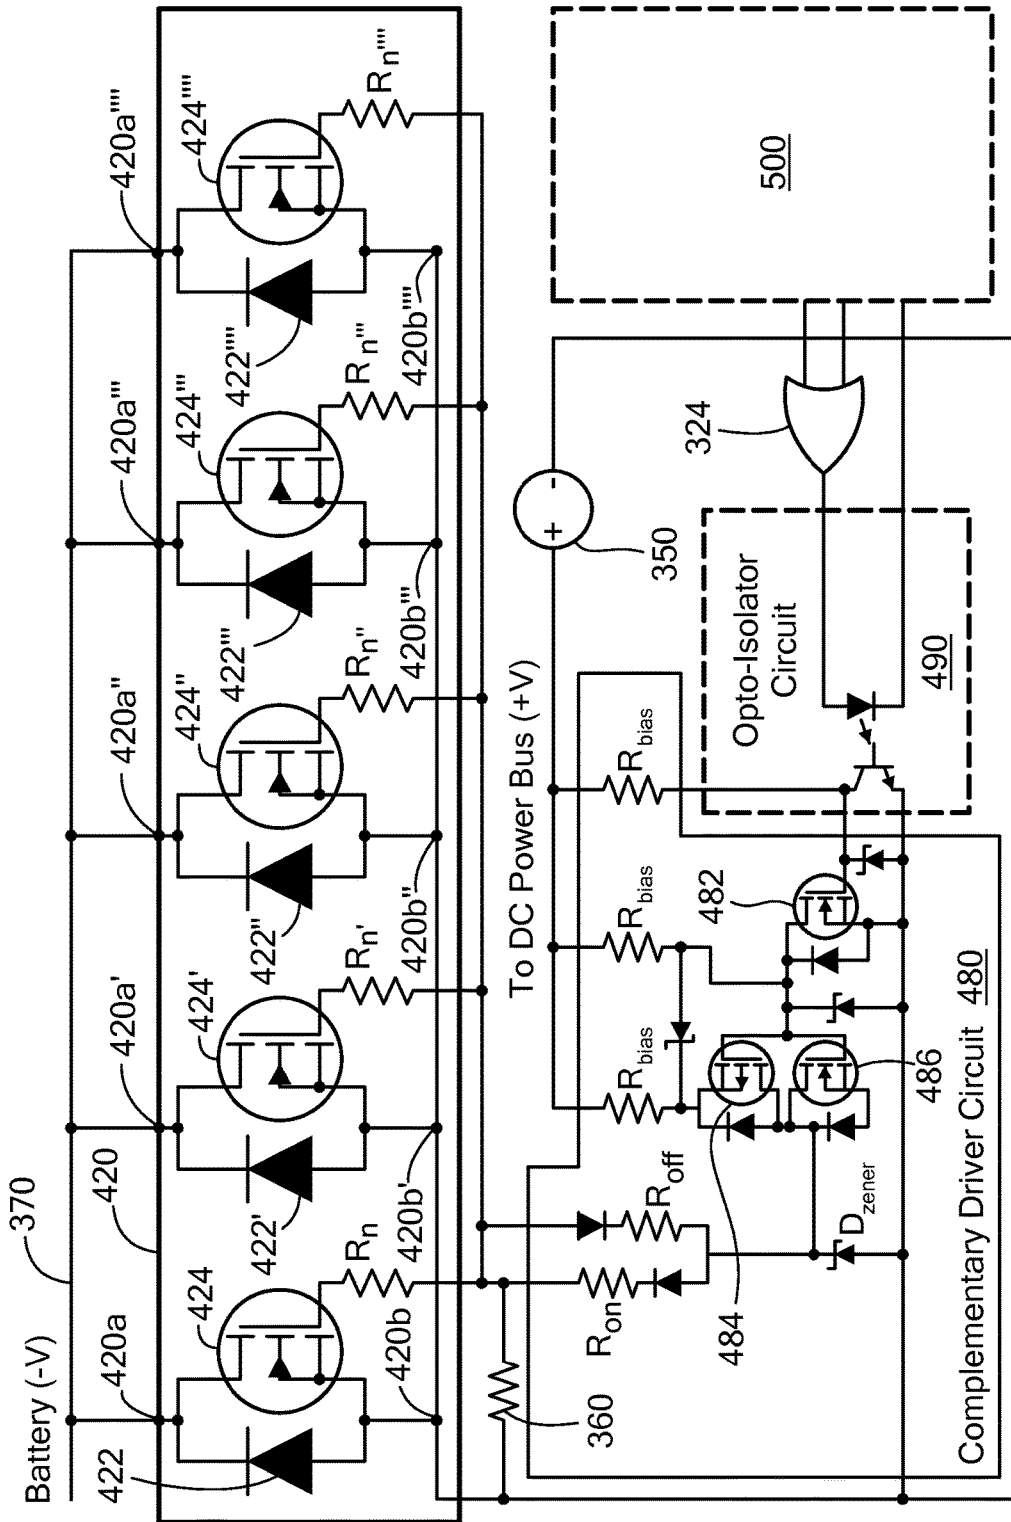 Battery (-V)
370
422
420a
420
420a'
420a''
420a'''
420a''''
424
424'
424''
424'''
424''''
422'
422''
422'''
422''''
Rn
Rn'
Rn''
Rn'''
Rn''''
420b
420b'
420b''
420b'''
420b''''
To DC Power Bus (+V)
+
-
360
Ron
Roff
Rbias
Rbias
Rbias
350
324
484
482
Opto-Isolator
Circuit
500
Dzener
486
490
Complementary Driver Circuit 480